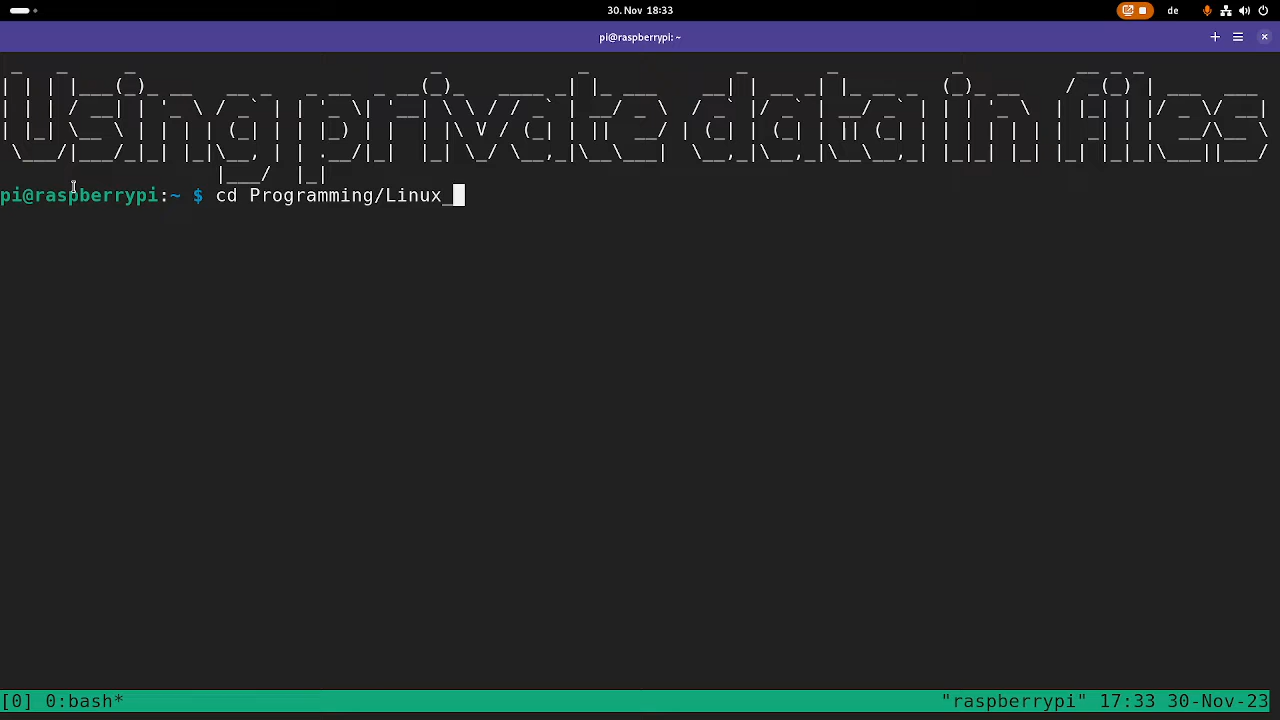 30. Nov 18:33
de
pi@raspberrypi: ~
Using private data in files
pi@raspberrypi:~ $ cd Programming/Linux_
[0] 0:bash*
"raspberrypi" 17:33 30-Nov-23